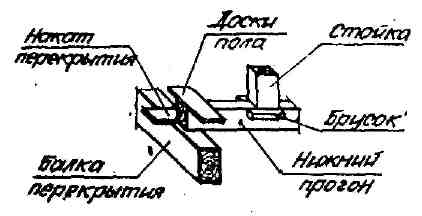 Накат
перекрытия
Доски
пола
Стойка
Брусок
Нижний
прогон
Балка
перекрытия